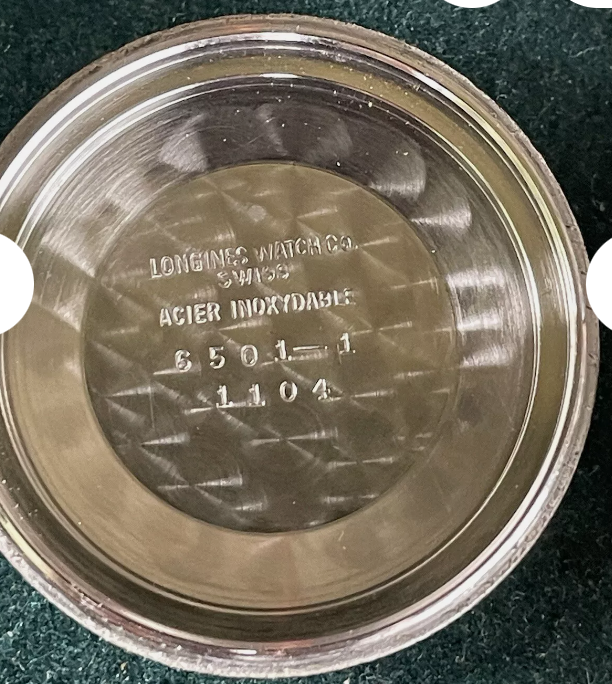 LONGINES WATCH Co.
SWISS
ACIER INOXYDABLE
6501-1
1104